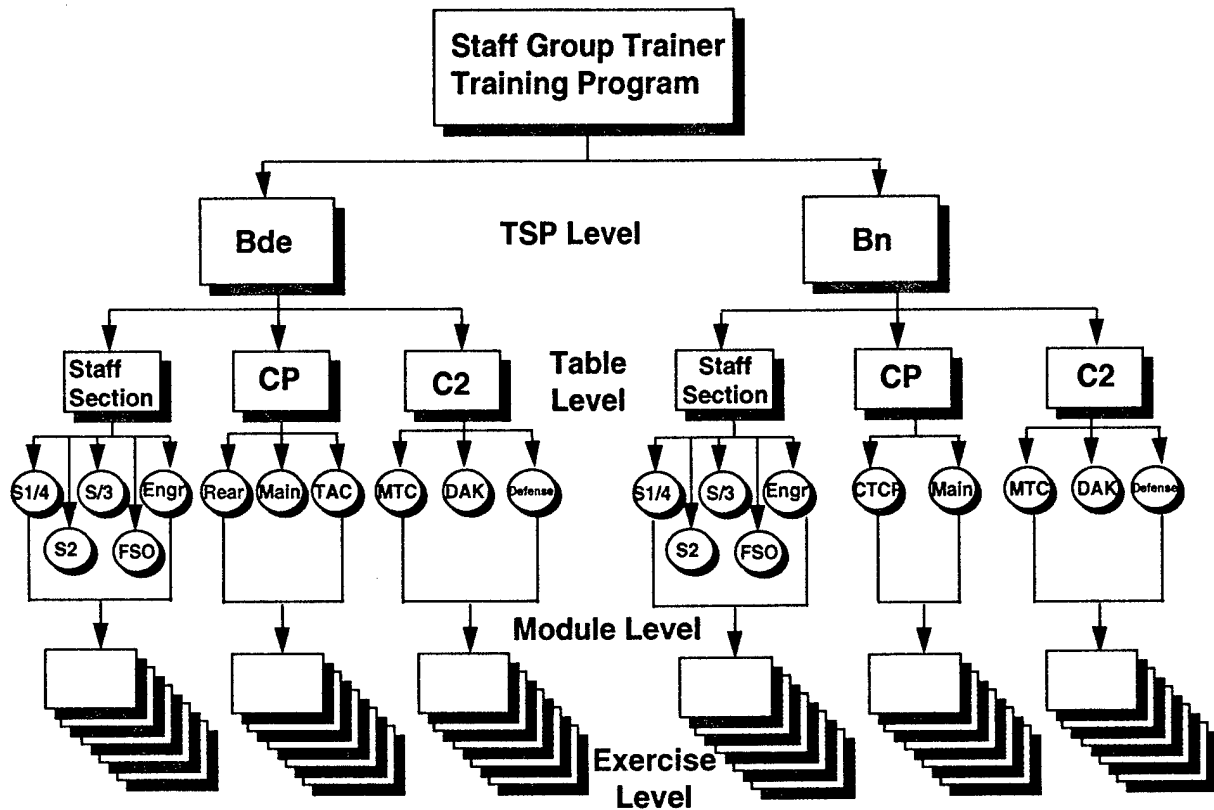 Staff Group Trainer
Training Program
Bde
TSP Level
Bn
Staff
Section
CP
C2
Table
Level
Staff
Section
CP
C2
S1/4
S/3
Engr
Rear
Main
TAC
MTC
DAK
Defense
S1/4
S/3
Engr
CTCP
Main
MTC
DAK
Defense
S2
FSO
S2
FSO
Module Level
Exercise
Level